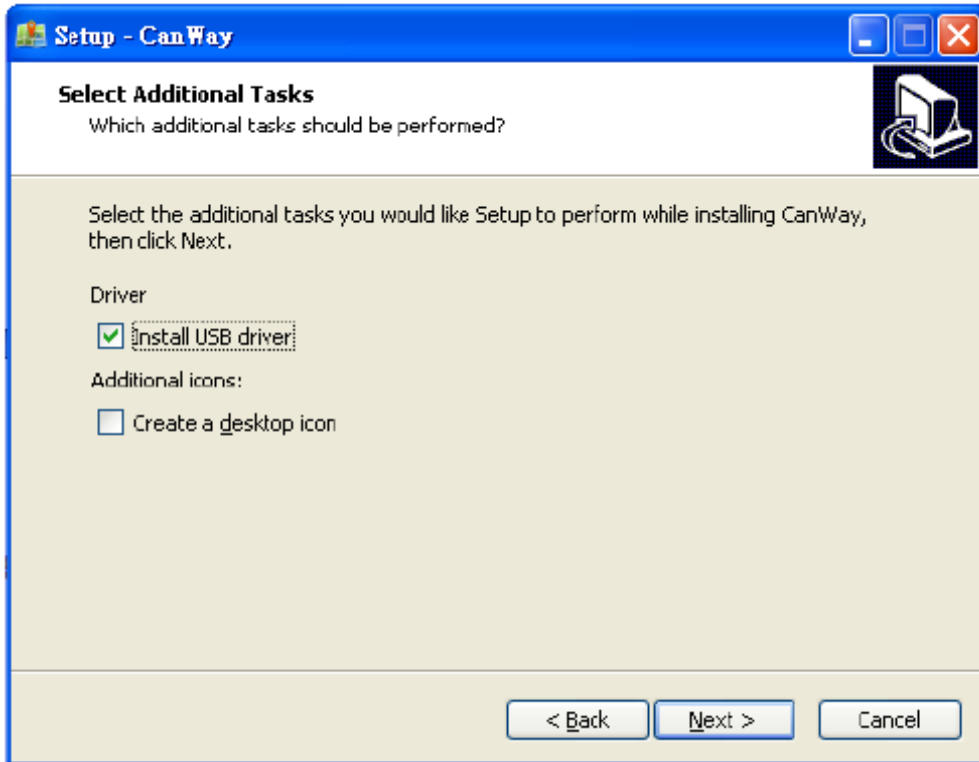 Setup - CanWay
Select Additional Tasks
Which additional tasks should be performed?
Select the additional tasks you would like Setup to perform while installing CanWay,
then click Next.
Driver
Install USB driver
Additional icons:
Create a desktop icon
< Back
Next >
Cancel